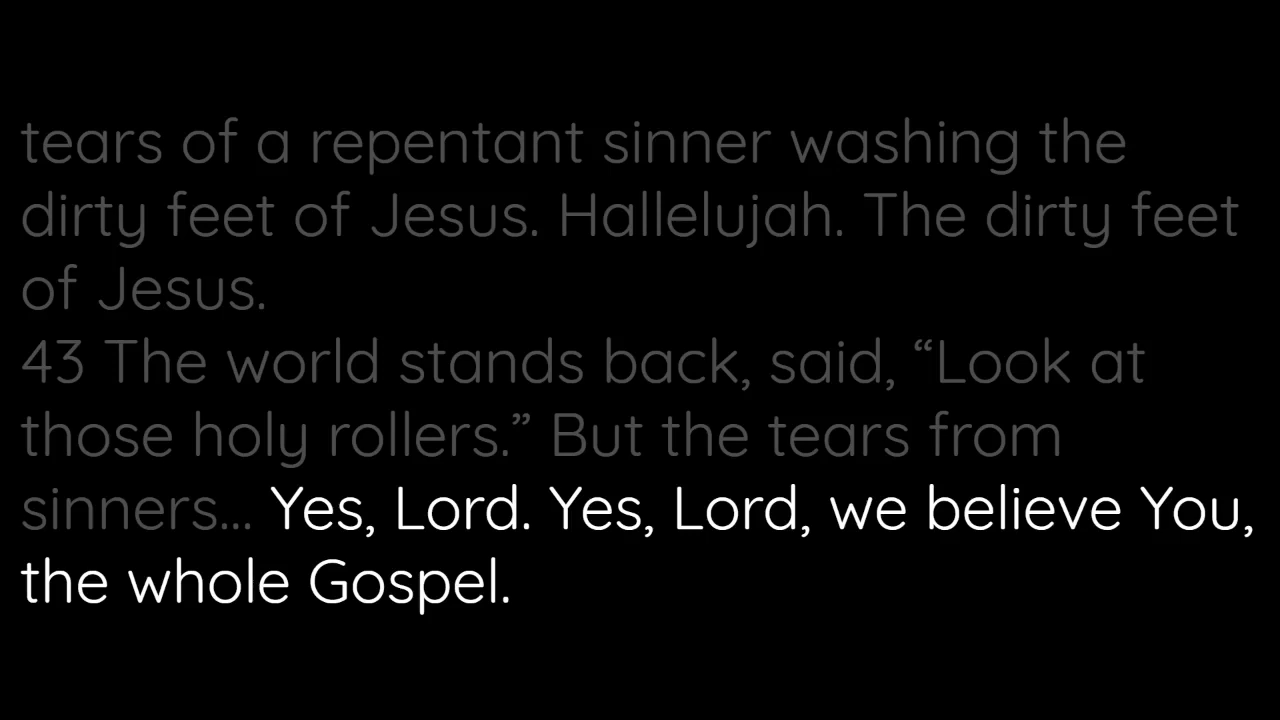 tears of a repentant sinner washing the
dirty feet of Jesus. Hallelujah. The dirty feet
of Jesus.
43 The world stands back, said, “Look at
those holy rollers.” But the tears from
sinners... Yes, Lord. Yes, Lord, we believe You,
the whole Gospel.